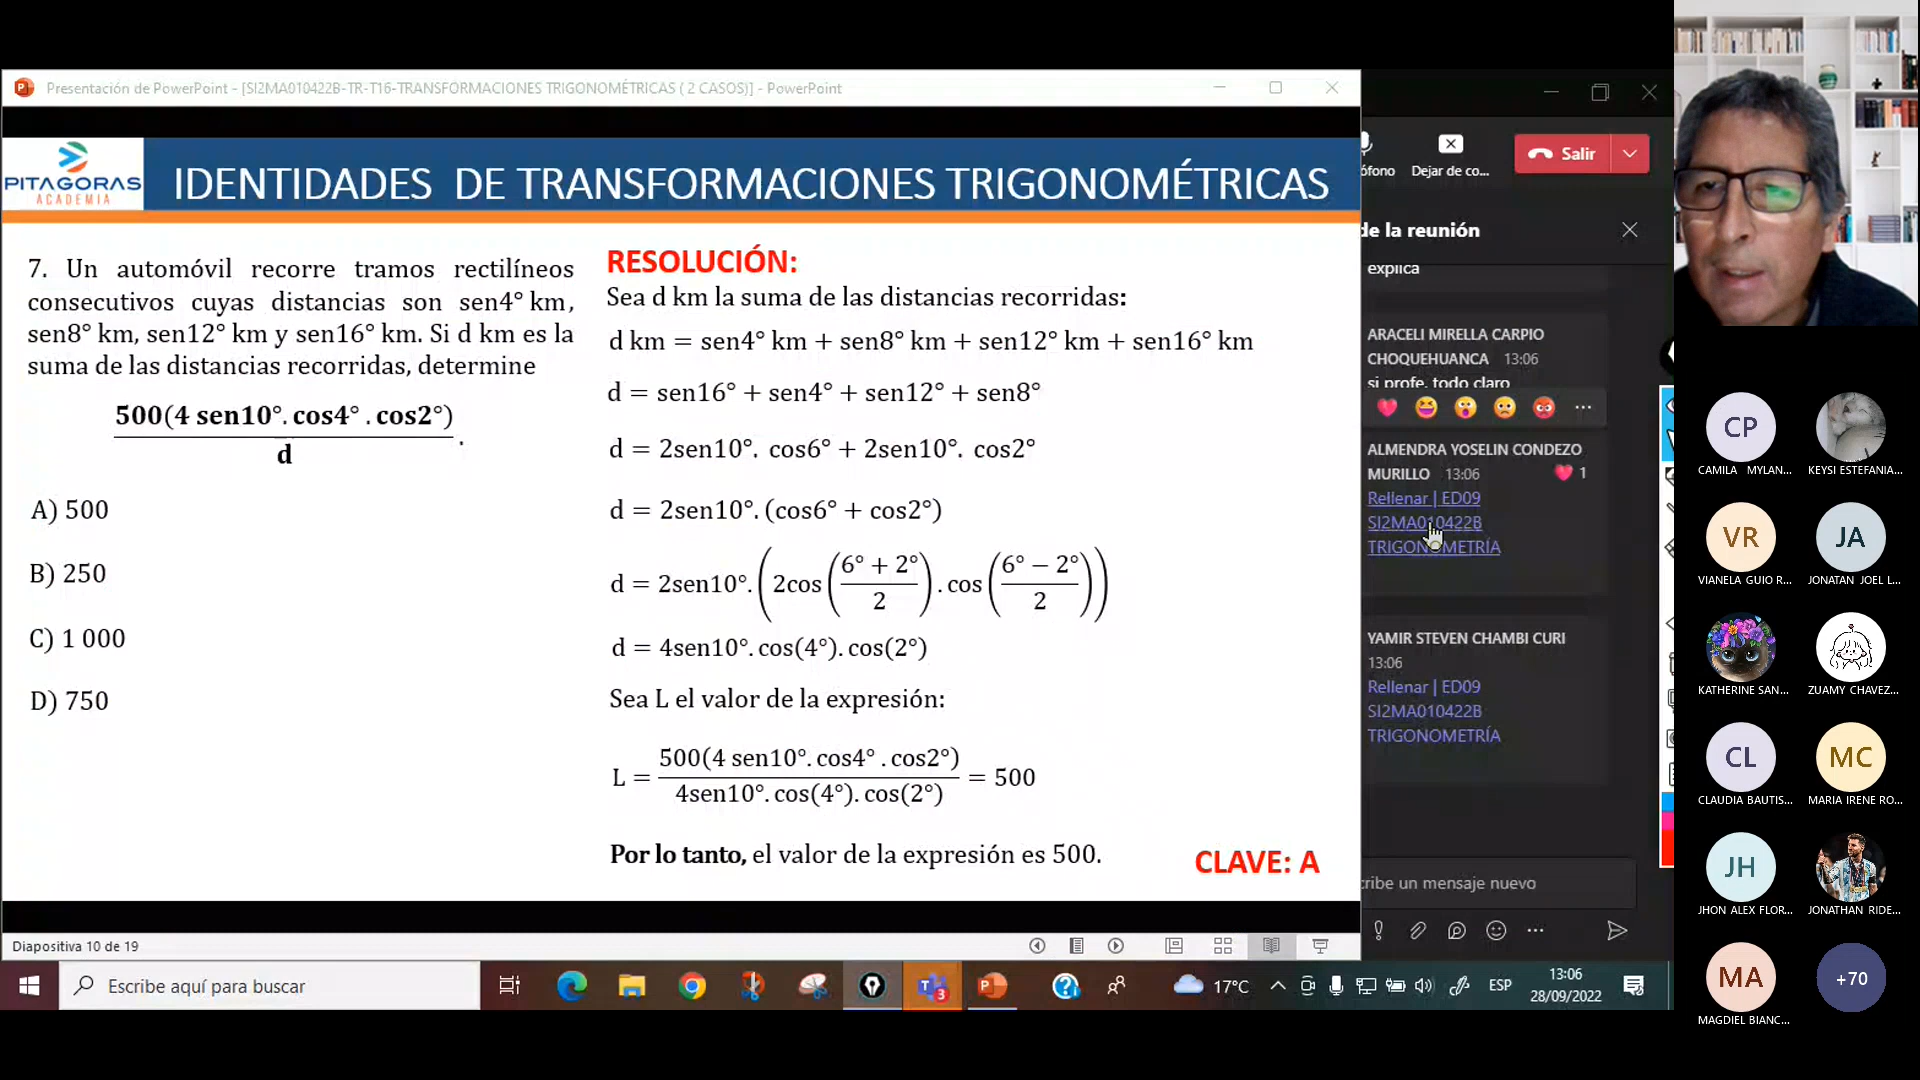 Presentación de PowerPoint - [SI2MA010422B-TR-T16-TRANSFORMACIONES TRIGONOMÉTRICAS ( 2 CASOS)] - PowerPoint
PITAGORAS
ACADEMIA
IDENTIDADES DE TRANSFORMACIONES TRIGONOMÉTRICAS
7. Un automóvil recorre tramos rectilíneos
consecutivos cuyas distancias son sen4° km,
sen8° km, sen12° km y sen16° km. Si d km es la
suma de las distancias recorridas, determine
500(4 sen10°. cos4° . cos2°)
d
.
A) 500
B) 250
C) 1 000
D) 750
RESOLUCIÓN:
Sea d km la suma de las distancias recorridas:
d km = sen4° km + sen8° km + sen12° km + sen16° km
d = sen16° + sen4° + sen12° + sen8°
d = 2sen10°. cos6° + 2sen10°. cos2°
d = 2sen10°. (cos6° + cos2°)
d = 2sen10°. (2cos((6° + 2°)/2) . cos((6° − 2°)/2))
d = 4sen10°. cos(4°). cos(2°)
Sea L el valor de la expresión:
L = 500(4 sen10°. cos4° . cos2°) / 4sen10°. cos(4°). cos(2°) = 500
Por lo tanto, el valor de la expresión es 500.
CLAVE: A
Diapositiva 10 de 19
ófono
Dejar de co...
Salir
de la reunión
explica
ARACELI MIRELLA CARPIO
CHOQUEHUANCA 13:06
si profe, todo claro
ALMENDRA YOSELIN CONDEZO
MURILLO 13:06
1
Rellenar | ED09
SI2MA010422B
TRIGONOMETRÍA
YAMIR STEVEN CHAMBI CURI
13:06
Rellenar | ED09
SI2MA010422B
TRIGONOMETRÍA
cribe un mensaje nuevo
CP
CAMILA MYLAN...
KEYSI ESTEFANIA...
VR
VIANELA GUIO R...
JA
JONATAN JOEL L...
KATHERINE SAN...
ZUAMY CHAVEZ...
CL
CLAUDIA BAUTIS...
MC
MARIA IRENE RO...
JH
JHON ALEX FLOR...
JONATHAN RIDE...
MA
MAGDIEL BIANC...
+70
Escribe aquí para buscar
3
17°C
ESP
13:06
28/09/2022